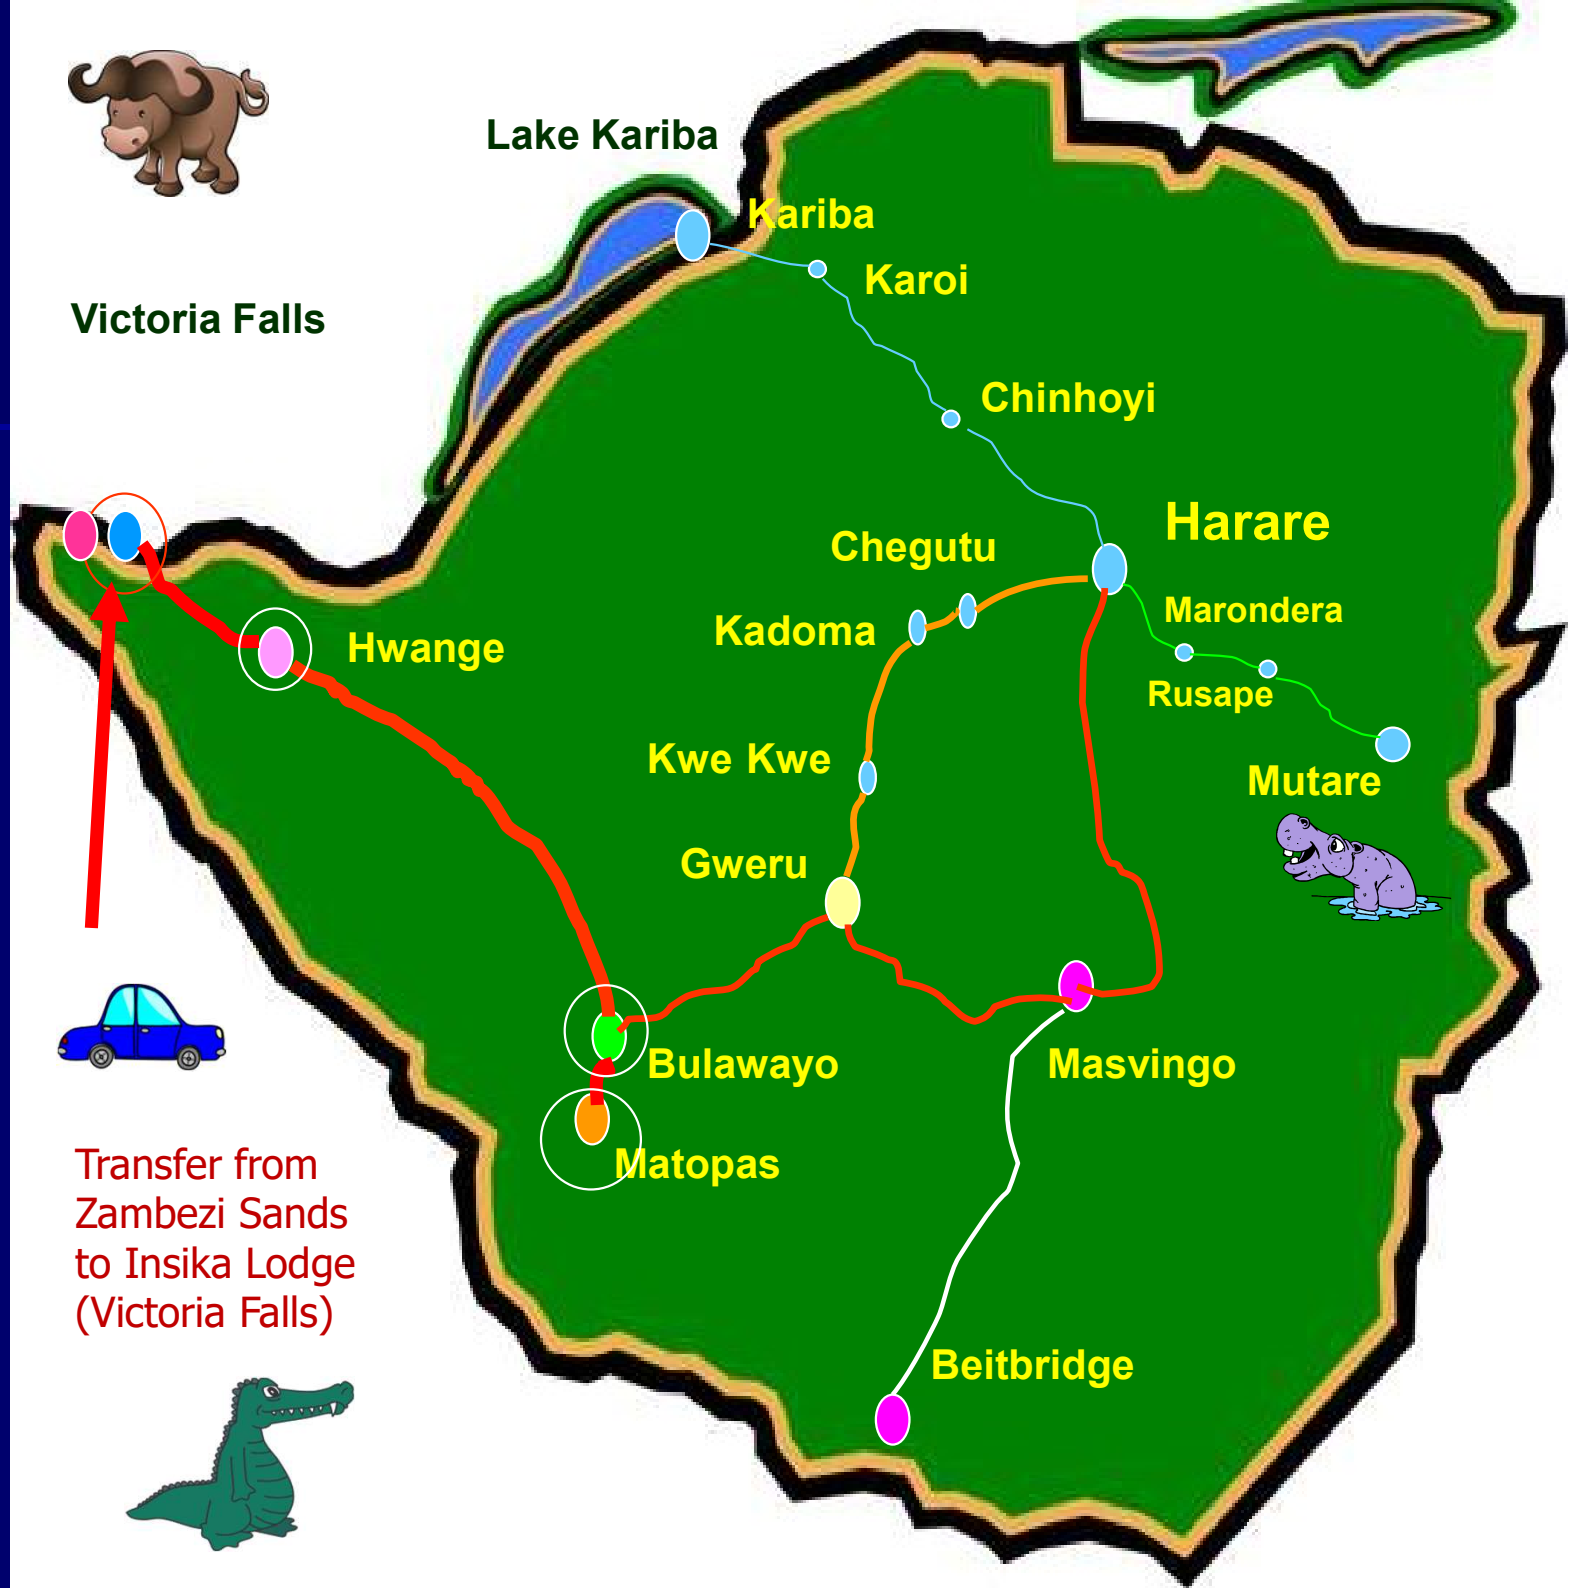 Lake Kariba
Kariba
Karoi
Victoria Falls
Chinhoyi
Harare
Chegutu
Marondera
Kadoma
Hwange
Rusape
Kwe Kwe
Mutare
Gweru
Bulawayo
Masvingo
Matopas
Transfer from
Zambezi Sands
to Insika Lodge
(Victoria Falls)
Beitbridge